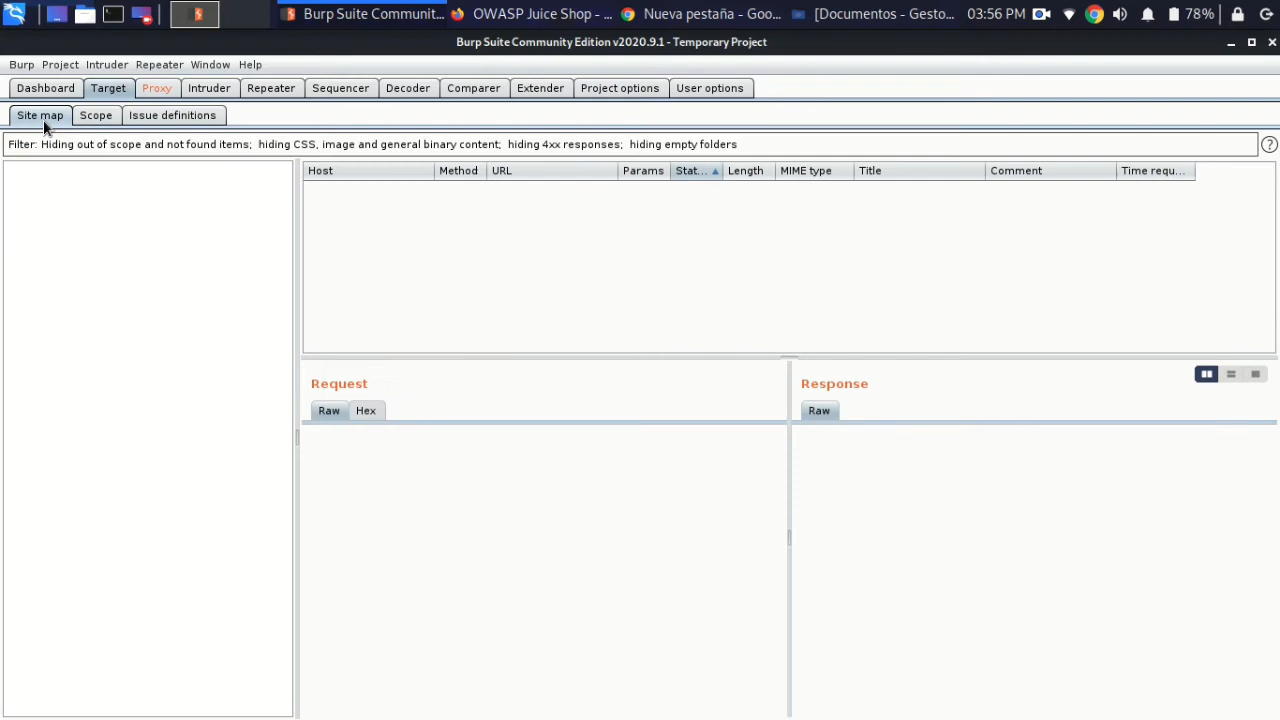 Burp Suite Communit... OWASP Juice Shop - ... Nueva pestaña - Goo... [Documentos - Gesto... 03:56 PM 78%
Burp Suite Community Edition v2020.9.1 - Temporary Project
Burp Project Intruder Repeater Window Help
Dashboard Target Proxy Intruder Repeater Sequencer Decoder Comparer Extender Project options User options
Site map Scope Issue definitions
Filter: Hiding out of scope and not found items; hiding CSS, image and general binary content; hiding 4xx responses; hiding empty folders ?
Host Method URL Params Stat... Length MIME type Title Comment Time requ...
Request Response
Raw Hex Raw